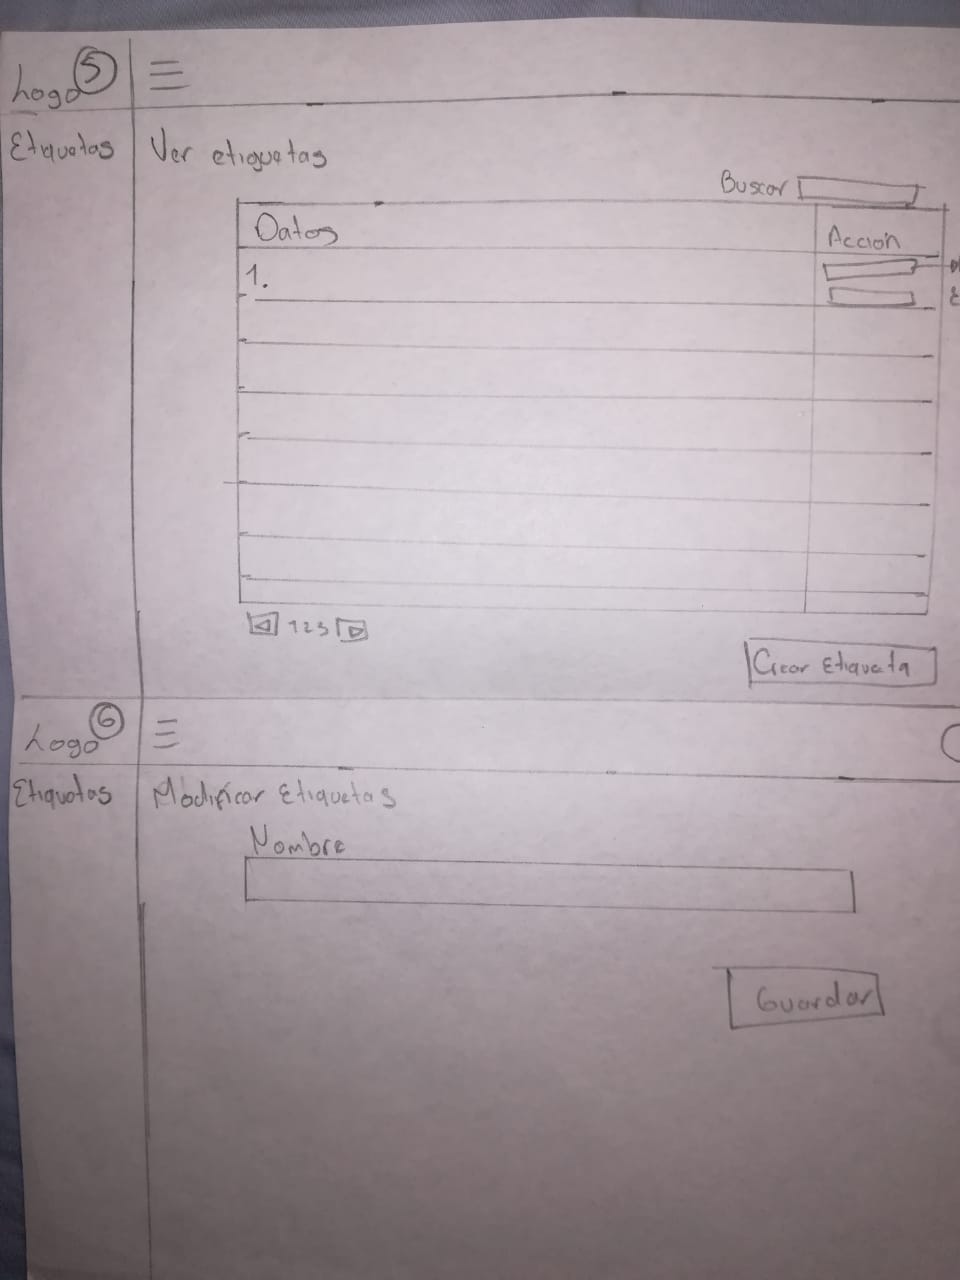 Logo 5
Etiquetas
Ver etiquetas
Buscar
Datos
Acción
1.
1 2 3
Crear Etiqueta
Logo 6
Etiquetas
Modificar Etiquetas
Nombre
Guardar